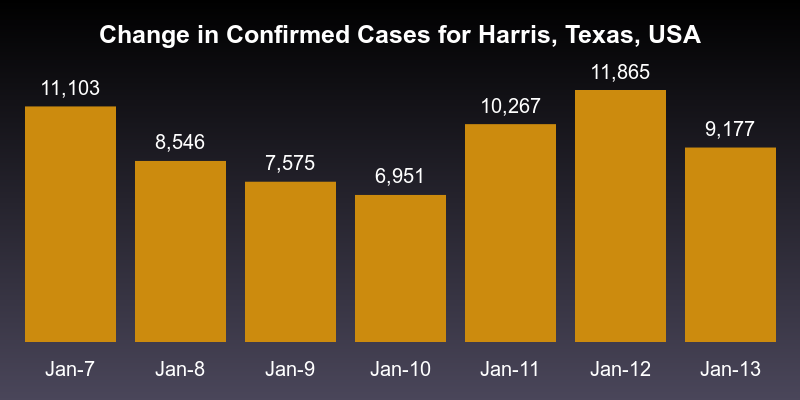 Change in Confirmed Cases for Harris, Texas, USA
11,103
8,546
7,575
6,951
10,267
11,865
9,177
Jan-7
Jan-8
Jan-9
Jan-10
Jan-11
Jan-12
Jan-13